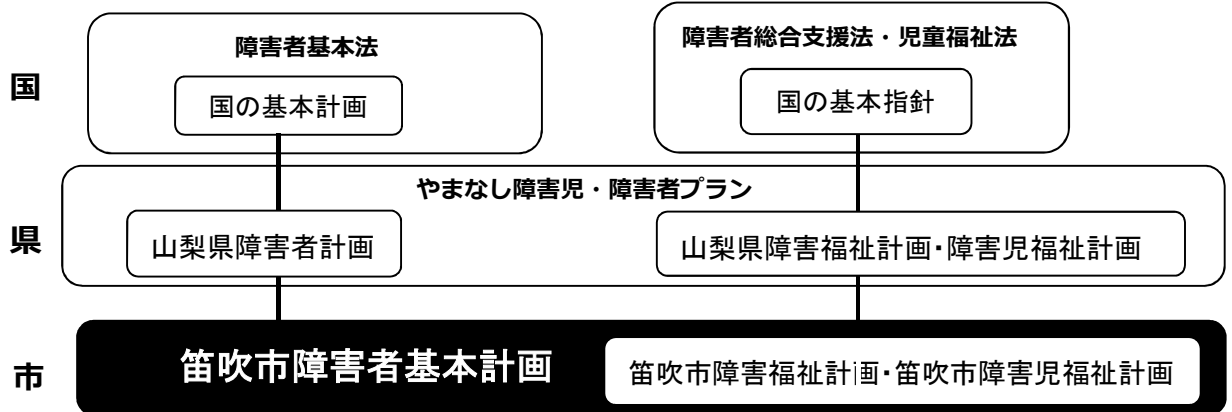 国
障害者基本法
国の基本計画
障害者総合支援法・児童福祉法
国の基本指針
県
やまなし障害児・障害者プラン
山梨県障害者計画
山梨県障害福祉計画・障害児福祉計画
市
笛吹市障害者基本計画
笛吹市障害福祉計画・笛吹市障害児福祉計画